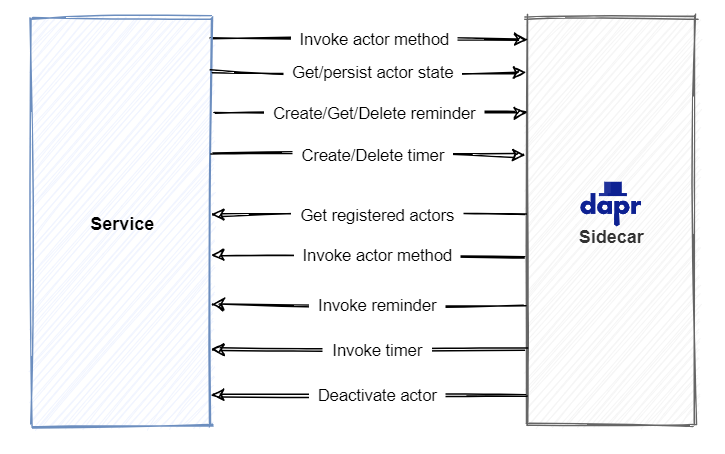 Invoke actor method
Get/persist actor state
Create/Get/Delete reminder
Create/Delete timer
Service
dapr
Sidecar
Get registered actors
Invoke actor method
Invoke reminder
Invoke timer
Deactivate actor